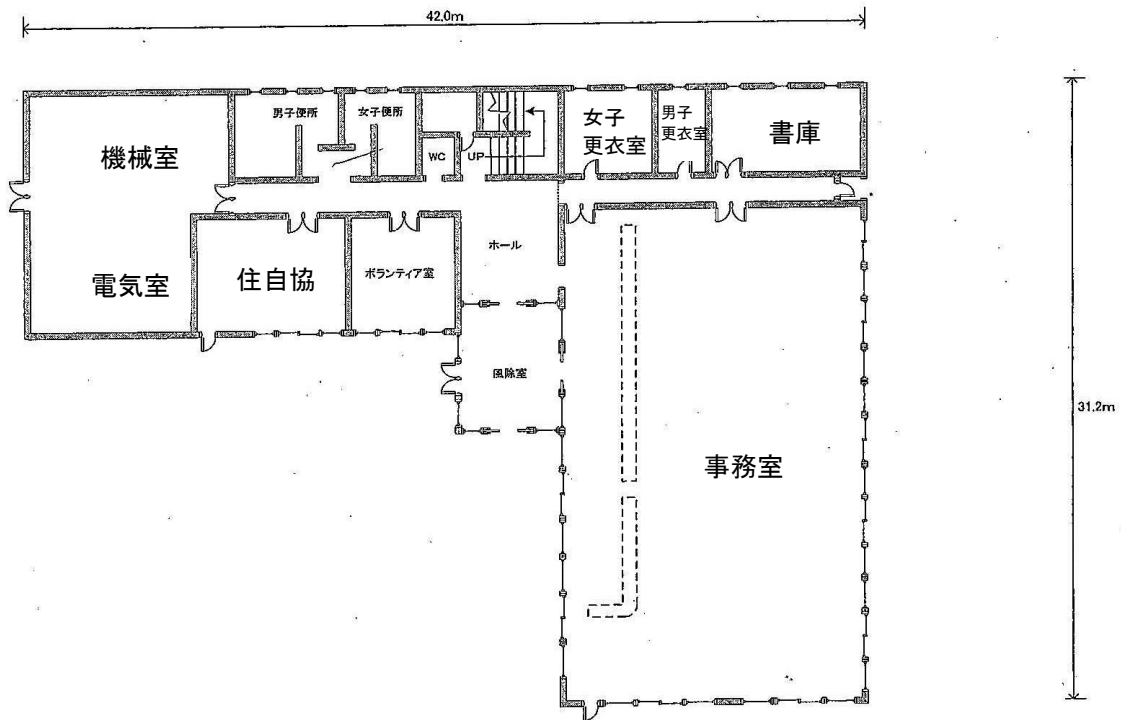 42.0m
男子便所
女子便所
女子
更衣室
男子
更衣室
書庫
機械室
WC
UP
電気室
住自協
ボランティア室
ホール
風除室
31.2m
事務室